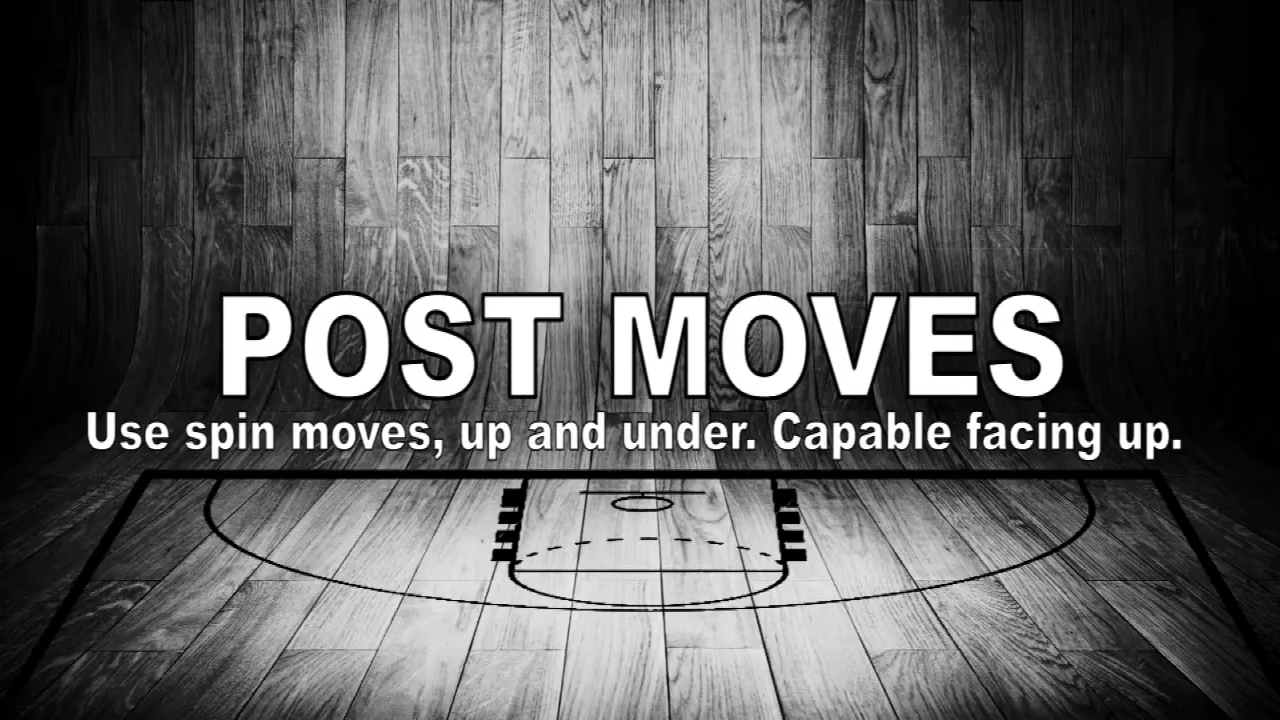 POST MOVES
Use spin moves, up and under. Capable facing up.